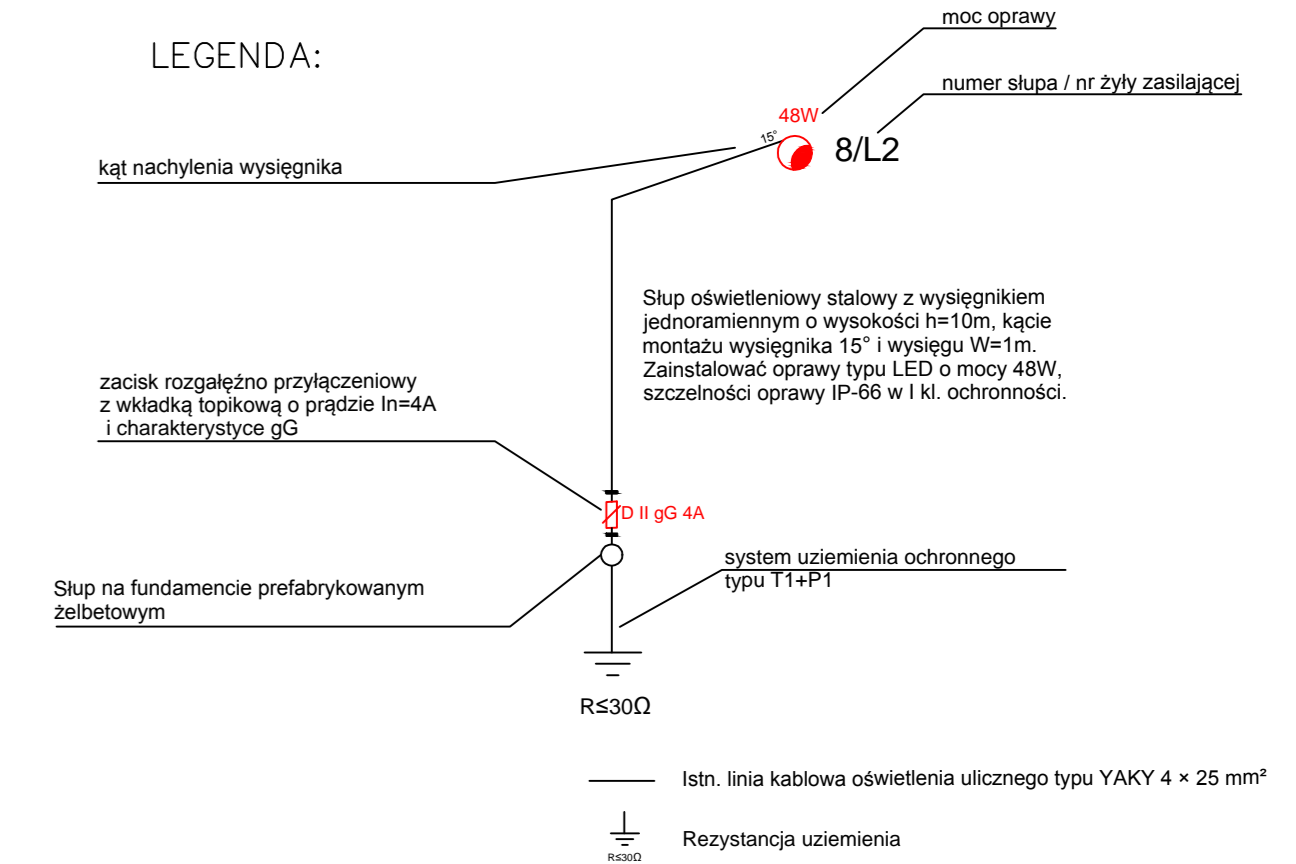 LEGENDA:
moc oprawy
numer słupa / nr żyły zasilającej
48W
15°
8/L2
kąt nachylenia wysięgnika
Słup oświetleniowy stalowy z wysięgnikiem
jednoramiennym o wysokości h=10m, kącie
montażu wysięgnika 15° i wysięgu W=1m.
Zainstalować oprawy typu LED o mocy 48W,
szczelności oprawy IP-66 w I kl. ochronności.
zacisk rozgałęźno przyłączeniowy
z wkładką topikową o prądzie In=4A
i charakterystyce gG
D II gG 4A
system uziemienia ochronnego
typu T1+P1
Słup na fundamencie prefabrykowanym
żelbetowym
R≤30Ω
Istn. linia kablowa oświetlenia ulicznego typu YAKY 4 × 25 mm²
Rezystancja uziemienia
R≤30Ω